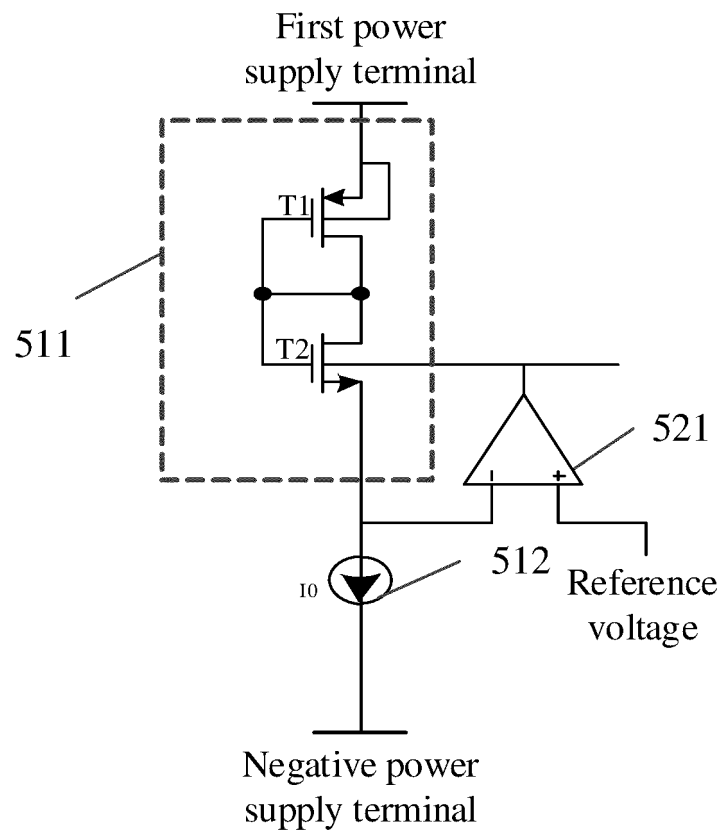 First power
supply terminal
T1
511
T2
521
- +
512
I0
Reference
voltage
Negative power
supply terminal